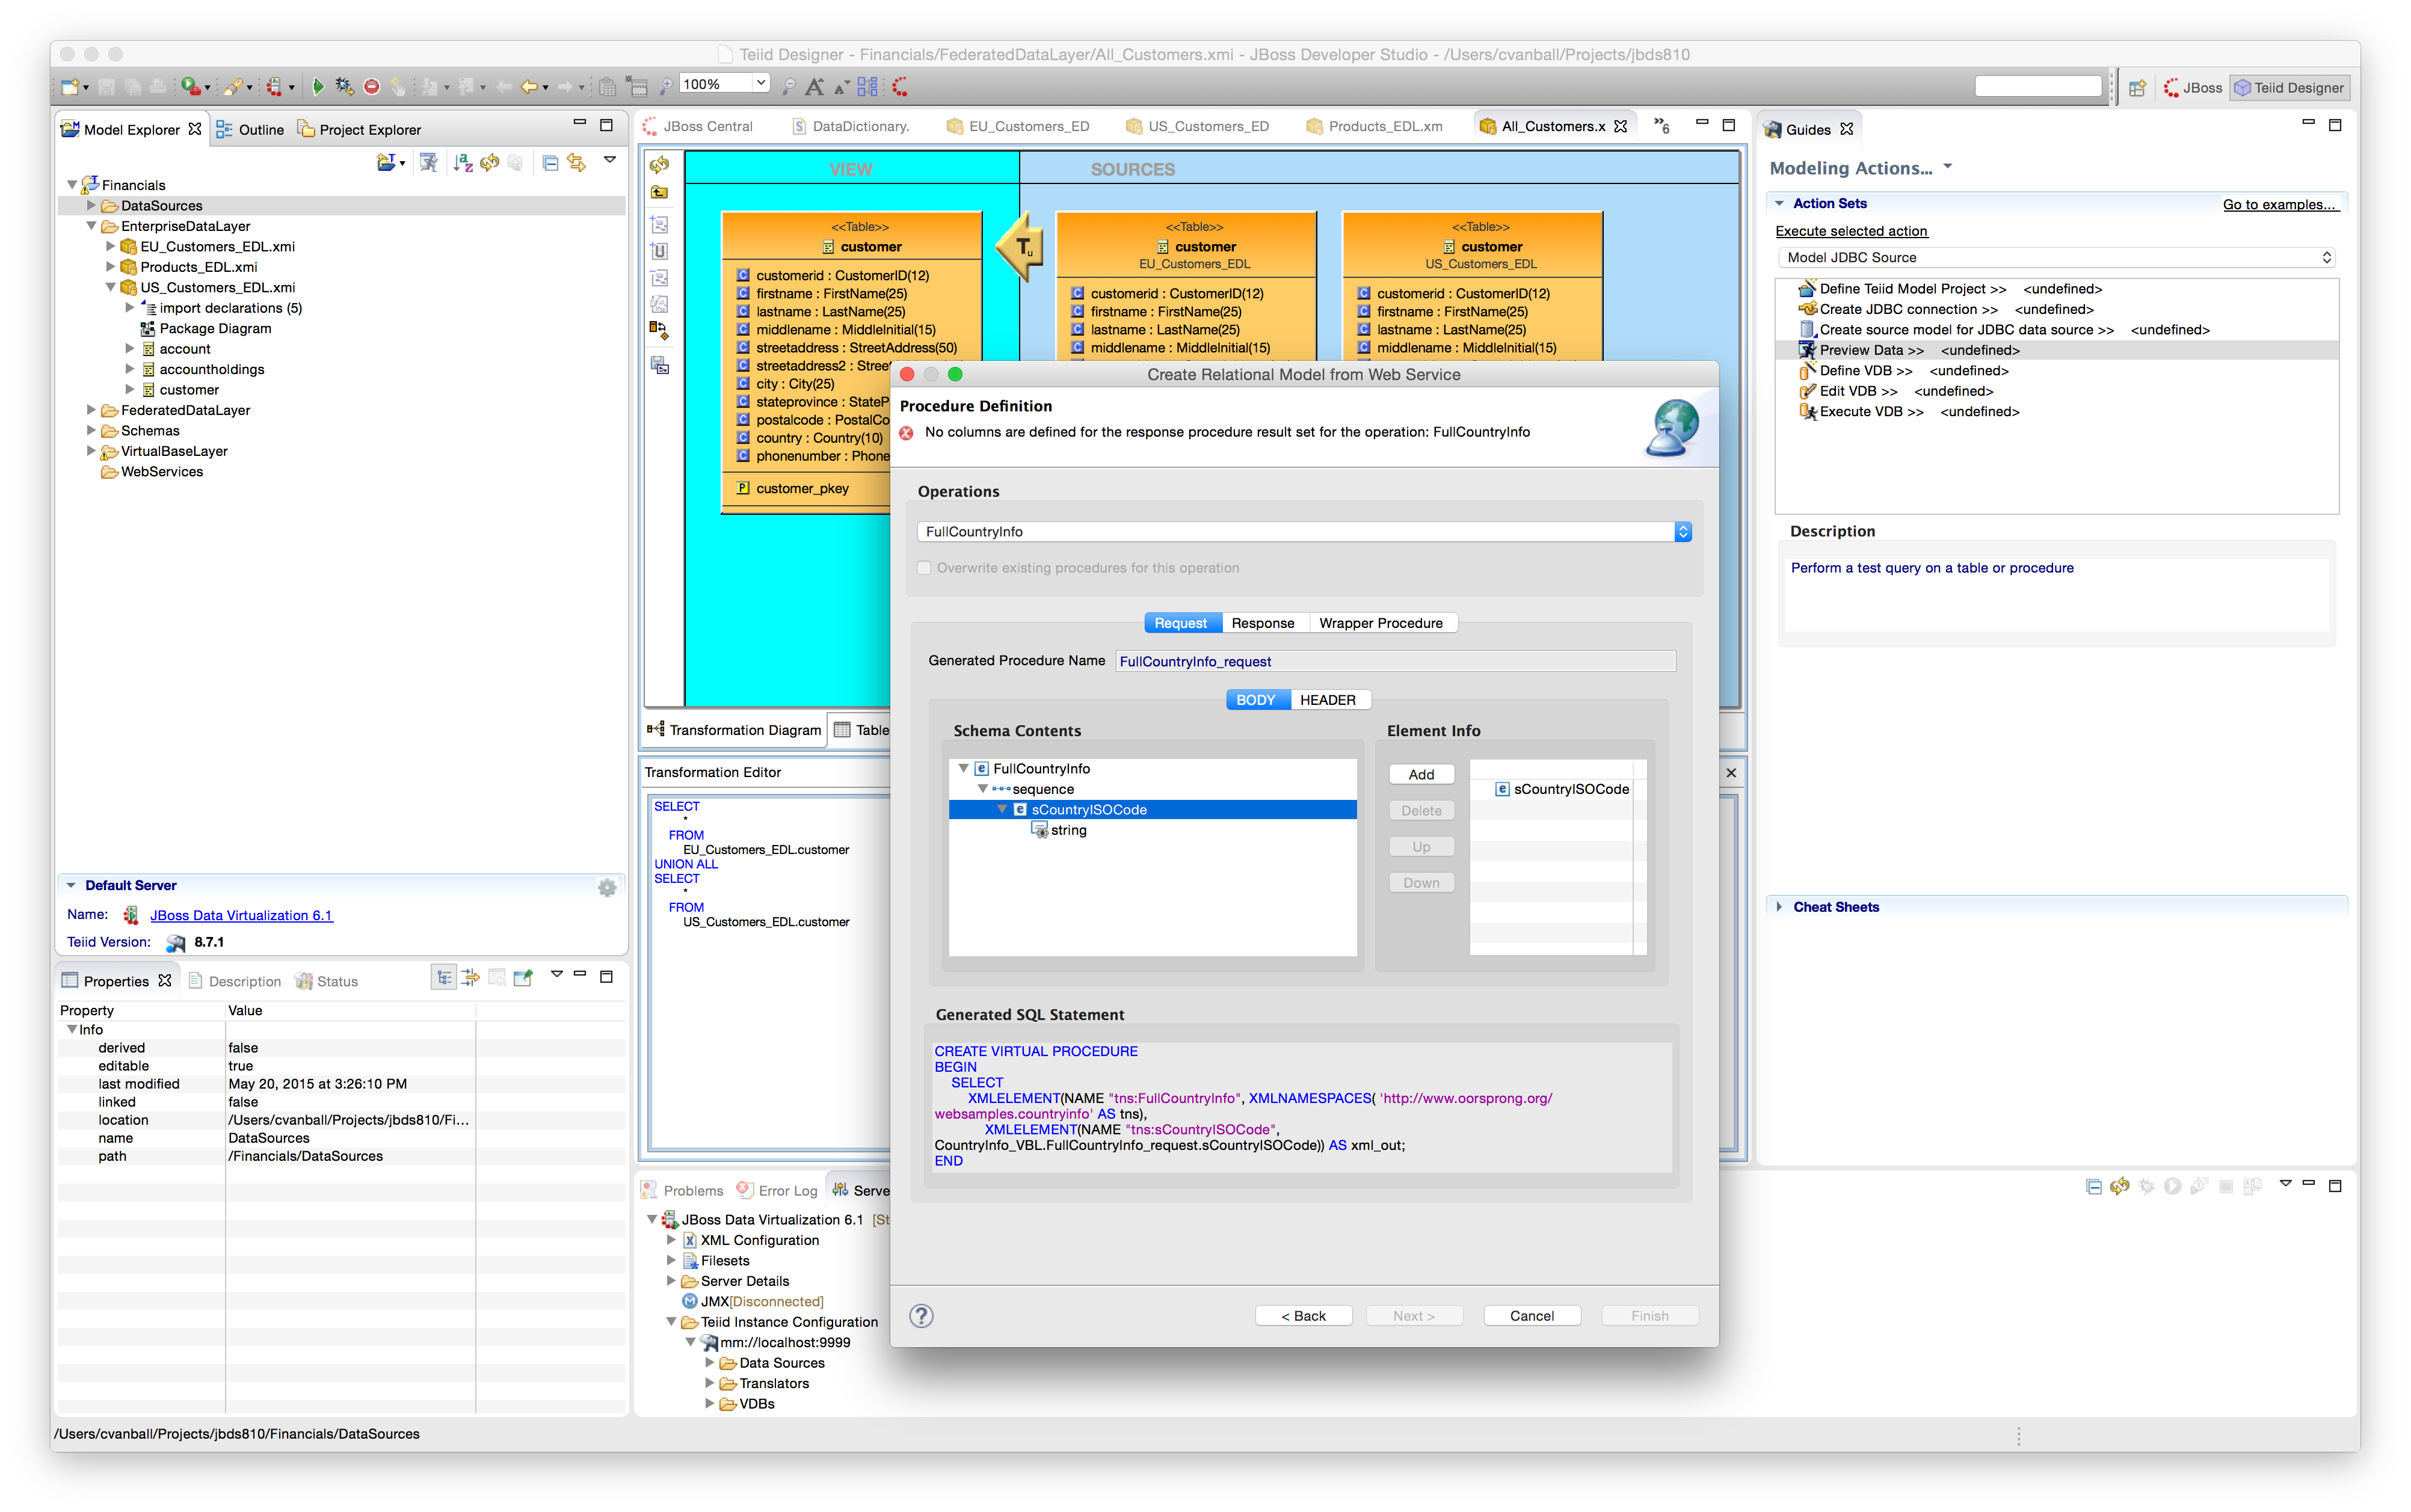 Teiid Designer - Financials/FederatedDataLayer/All_Customers.xmi - JBoss Developer Studio - /Users/cvanball/Projects/jbds810
100%
JBoss
Teiid Designer
Model Explorer
Outline
Project Explorer
Financials
DataSources
EnterpriseDataLayer
EU_Customers_EDL.xmi
Products_EDL.xmi
US_Customers_EDL.xmi
import declarations (5)
Package Diagram
account
accountholdings
customer
FederatedDataLayer
Schemas
VirtualBaseLayer
WebServices
Default Server
Name: JBoss Data Virtualization 6.1
Teiid Version: 8.7.1
Properties
Description
Status
Property Value
Info
derived false
editable true
last modified May 20, 2015 at 3:26:10 PM
linked false
location /Users/cvanball/Projects/jbds810/Fi...
name DataSources
path /Financials/DataSources
/Users/cvanball/Projects/jbds810/Financials/DataSources
JBoss Central
DataDictionary.
EU_Customers_ED
US_Customers_ED
Products_EDL.xm
All_Customers.x
»6
VIEW
SOURCES
<<Table>>
customer
customerid : CustomerID(12)
firstname : FirstName(25)
lastname : LastName(25)
middlename : MiddleInitial(15)
streetaddress : StreetAddress(50)
streetaddress2 : Street
city : City(25)
stateprovince : StateP
postalcode : PostalCo
country : Country(10)
phonenumber : Phone
customer_pkey
Tu
<<Table>>
customer
EU_Customers_EDL
customerid : CustomerID(12)
firstname : FirstName(25)
lastname : LastName(25)
middlename : MiddleInitial(15)
<<Table>>
customer
US_Customers_EDL
customerid : CustomerID(12)
firstname : FirstName(25)
lastname : LastName(25)
middlename : MiddleInitial(15)
Transformation Diagram
Table
Transformation Editor
SELECT
*
FROM
EU_Customers_EDL.customer
UNION ALL
SELECT
*
FROM
US_Customers_EDL.customer
Problems
Error Log
Serve
JBoss Data Virtualization 6.1 [St
XML Configuration
Filesets
Server Details
JMX[Disconnected]
Teiid Instance Configuration
mm://localhost:9999
Data Sources
Translators
VDBs
Create Relational Model from Web Service
Procedure Definition
No columns are defined for the response procedure result set for the operation: FullCountryInfo
Operations
FullCountryInfo
Overwrite existing procedures for this operation
Request
Response
Wrapper Procedure
Generated Procedure Name FullCountryInfo_request
BODY
HEADER
Schema Contents
FullCountryInfo
sequence
sCountryISOCode
string
Element Info
Add
Delete
Up
Down
sCountryISOCode
Generated SQL Statement
CREATE VIRTUAL PROCEDURE
BEGIN
SELECT
XMLELEMENT(NAME "tns:FullCountryInfo", XMLNAMESPACES( 'http://www.oorsprong.org/
websamples.countryinfo' AS tns),
XMLELEMENT(NAME "tns:sCountryISOCode",
CountryInfo_VBL.FullCountryInfo_request.sCountryISOCode)) AS xml_out;
END
?
< Back
Next >
Cancel
Finish
Guides
Modeling Actions...
Action Sets
Go to examples...
Execute selected action
Model JDBC Source
Define Teiid Model Project >> <undefined>
Create JDBC connection >> <undefined>
Create source model for JDBC data source >> <undefined>
Preview Data >> <undefined>
Define VDB >> <undefined>
Edit VDB >> <undefined>
Execute VDB >> <undefined>
Description
Perform a test query on a table or procedure
Cheat Sheets